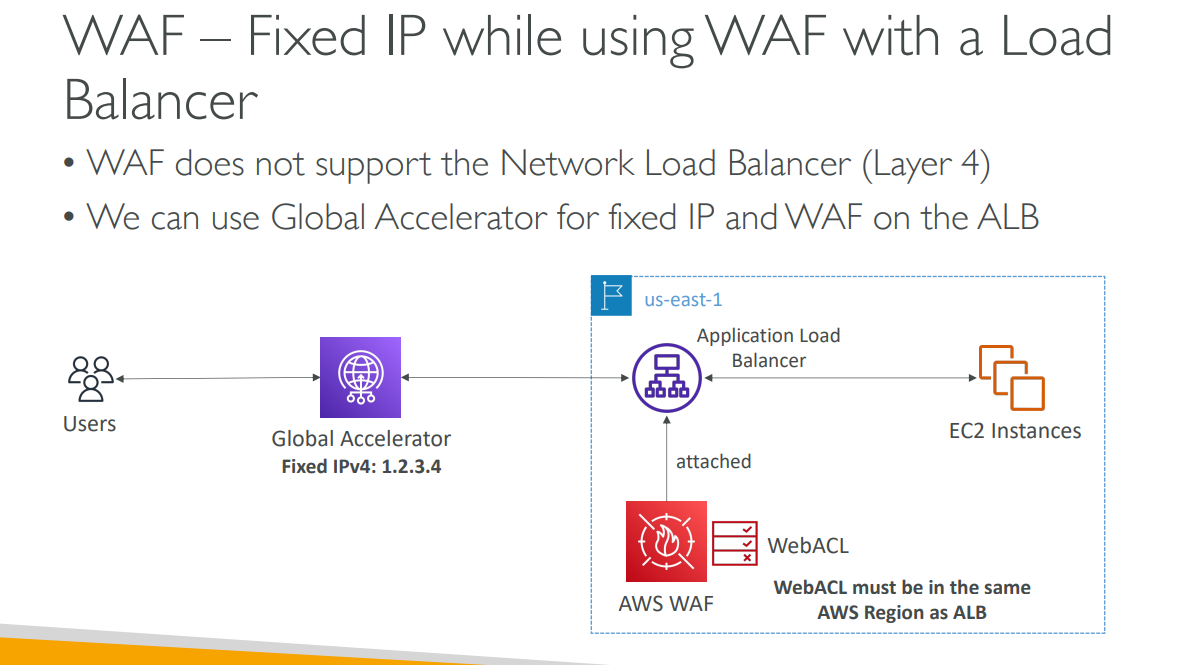 WAF – Fixed IP while using WAF with a Load
Balancer
• WAF does not support the Network Load Balancer (Layer 4)
• We can use Global Accelerator for fixed IP and WAF on the ALB
us-east-1
Application Load
Balancer
Users
Global Accelerator
Fixed IPv4: 1.2.3.4
EC2 Instances
attached
WebACL
AWS WAF
WebACL must be in the same
AWS Region as ALB